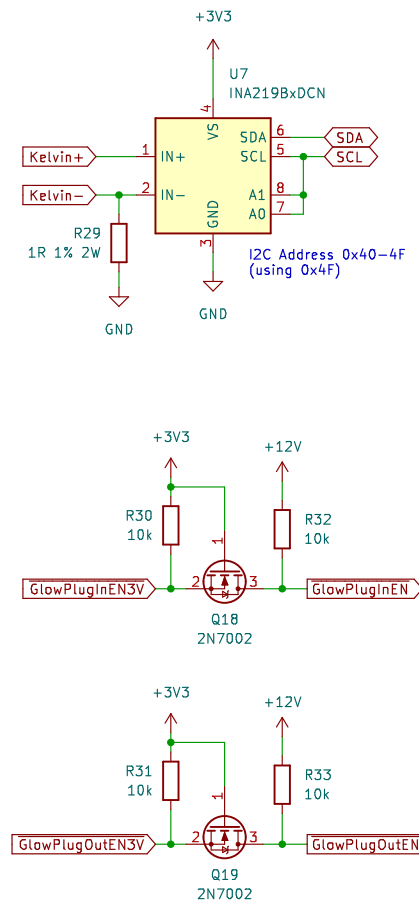 +3V3
U7
INA219BxDCN
4
VS
SDA
6
SDA
Kelvin+
1
IN+
SCL
5
SCL
Kelvin-
2
IN-
A1
8
A0
7
GND
3
R29
1R 1% 2W
I2C Address 0x40-4F
(using 0x4F)
GND
GND
+3V3
+12V
R30
10k
1
R32
10k
GlowPlugInEN3V
2
3
GlowPlugInEN
Q18
2N7002
+3V3
+12V
R31
10k
1
R33
10k
GlowPlugOutEN3V
2
3
GlowPlugOutEN
Q19
2N7002